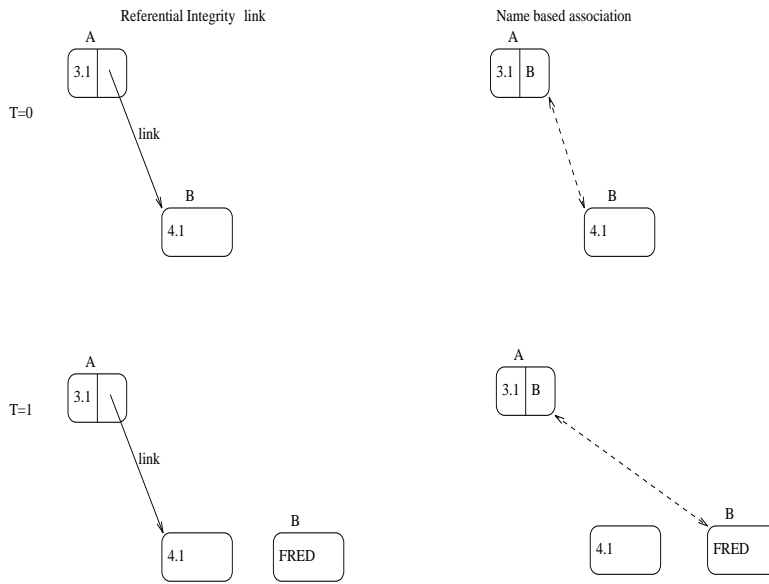 Referential Integrity link
Name based association
A
A
3.1
3.1 B
T=0
link
B
B
4.1
4.1
A
A
3.1
3.1 B
T=1
link
B
B
4.1
FRED
4.1
FRED